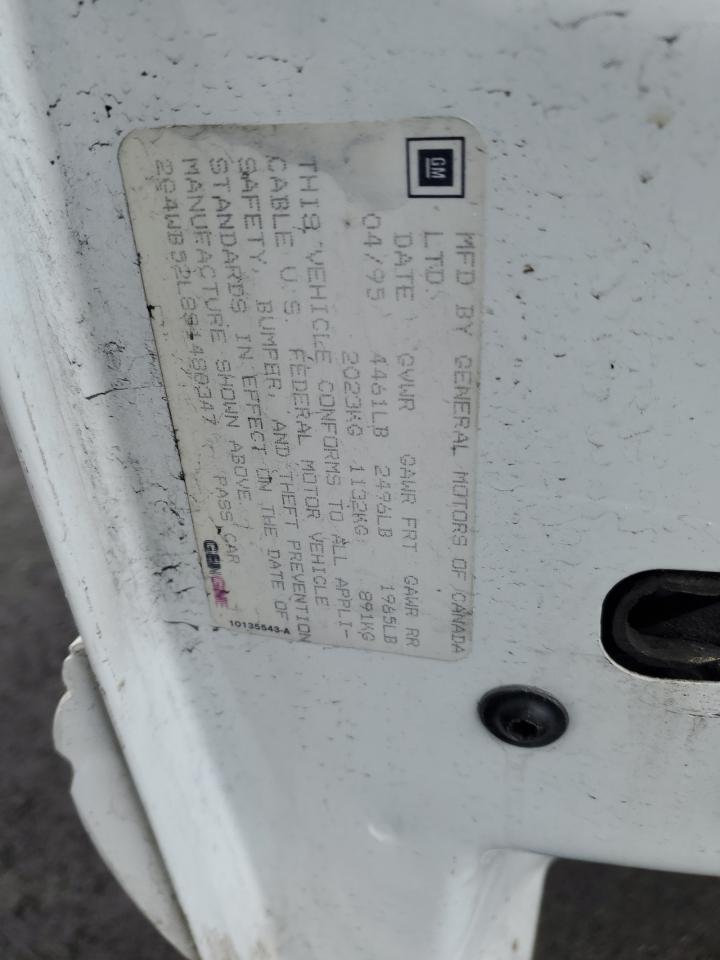 GM
MFD BY GENERAL MOTORS OF CANADA
LTD
DATE GVWR GAWR FRT GAWR RR
04/95 4461LB 2496LB 1965LB
2023KG 1132KG 891KG
THIS VEHICLE CONFORMS TO ALL APPLI-
CABLE U.S. FEDERAL MOTOR VEHICLE
SAFETY, BUMPER, AND THEFT PREVENTION
STANDARDS IN EFFECT ON THE DATE OF
MANUFACTURE SHOWN ABOVE.
2G4WB52L8S1480347 PASS CAR
10135543-A